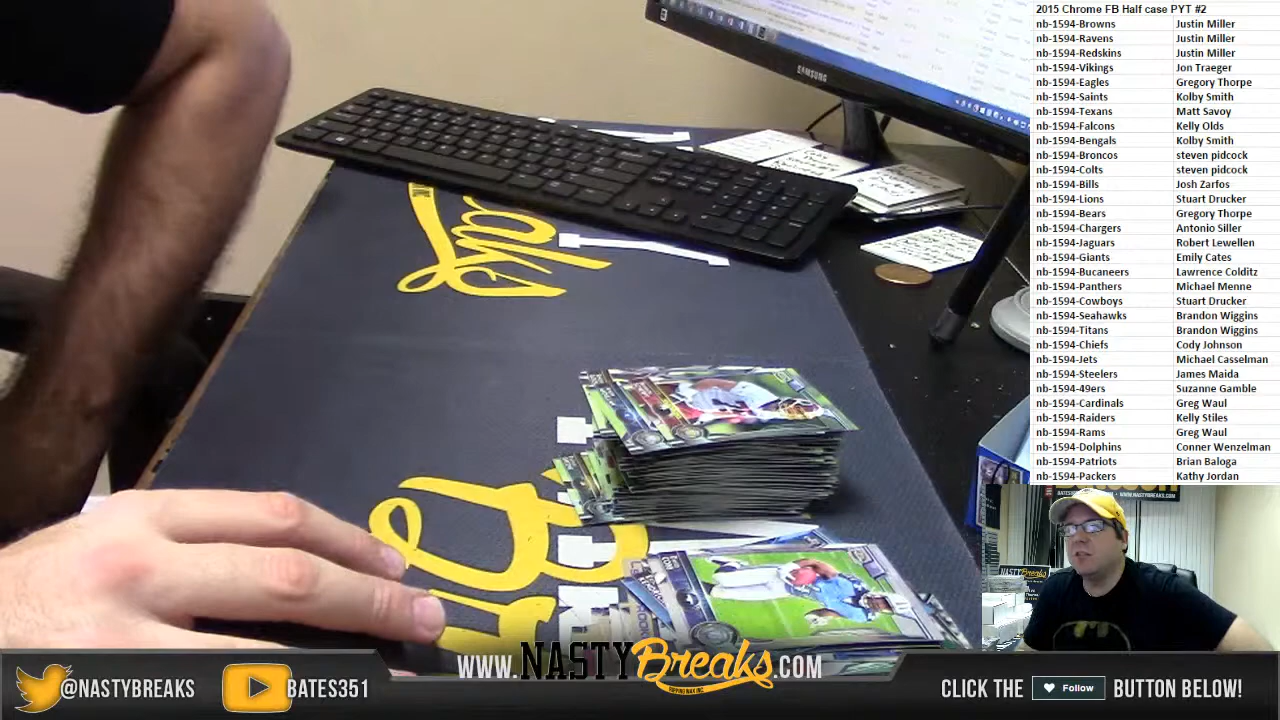 2015 Chrome FB Half case PYT #2
nb-1594-Browns Justin Miller
nb-1594-Ravens Justin Miller
nb-1594-Redskins Justin Miller
nb-1594-Vikings Jon Traeger
nb-1594-Eagles Gregory Thorpe
nb-1594-Saints Kolby Smith
nb-1594-Texans Matt Savoy
nb-1594-Falcons Kelly Olds
nb-1594-Bengals Kolby Smith
nb-1594-Broncos steven pidcock
nb-1594-Colts steven pidcock
nb-1594-Bills Josh Zarfos
nb-1594-Lions Stuart Drucker
nb-1594-Bears Gregory Thorpe
nb-1594-Chargers Antonio Siller
nb-1594-Jaguars Robert Lewellen
nb-1594-Giants Emily Cates
nb-1594-Bucaneers Lawrence Colditz
nb-1594-Panthers Michael Menne
nb-1594-Cowboys Stuart Drucker
nb-1594-Seahawks Brandon Wiggins
nb-1594-Titans Brandon Wiggins
nb-1594-Chiefs Cody Johnson
nb-1594-Jets Michael Casselman
nb-1594-Steelers James Maida
nb-1594-49ers Suzanne Gamble
nb-1594-Cardinals Greg Waul
nb-1594-Raiders Kelly Stiles
nb-1594-Rams Greg Waul
nb-1594-Dolphins Conner Wenzelman
nb-1594-Patriots Brian Baloga
nb-1594-Packers Kathy Jordan
SAMSUNG
NASTYBreaks
@NASTYBREAKS
BATES351
WWW.NASTYBreaks.COM
RIPPING WAX INC.
CLICK THE Follow BUTTON BELOW!